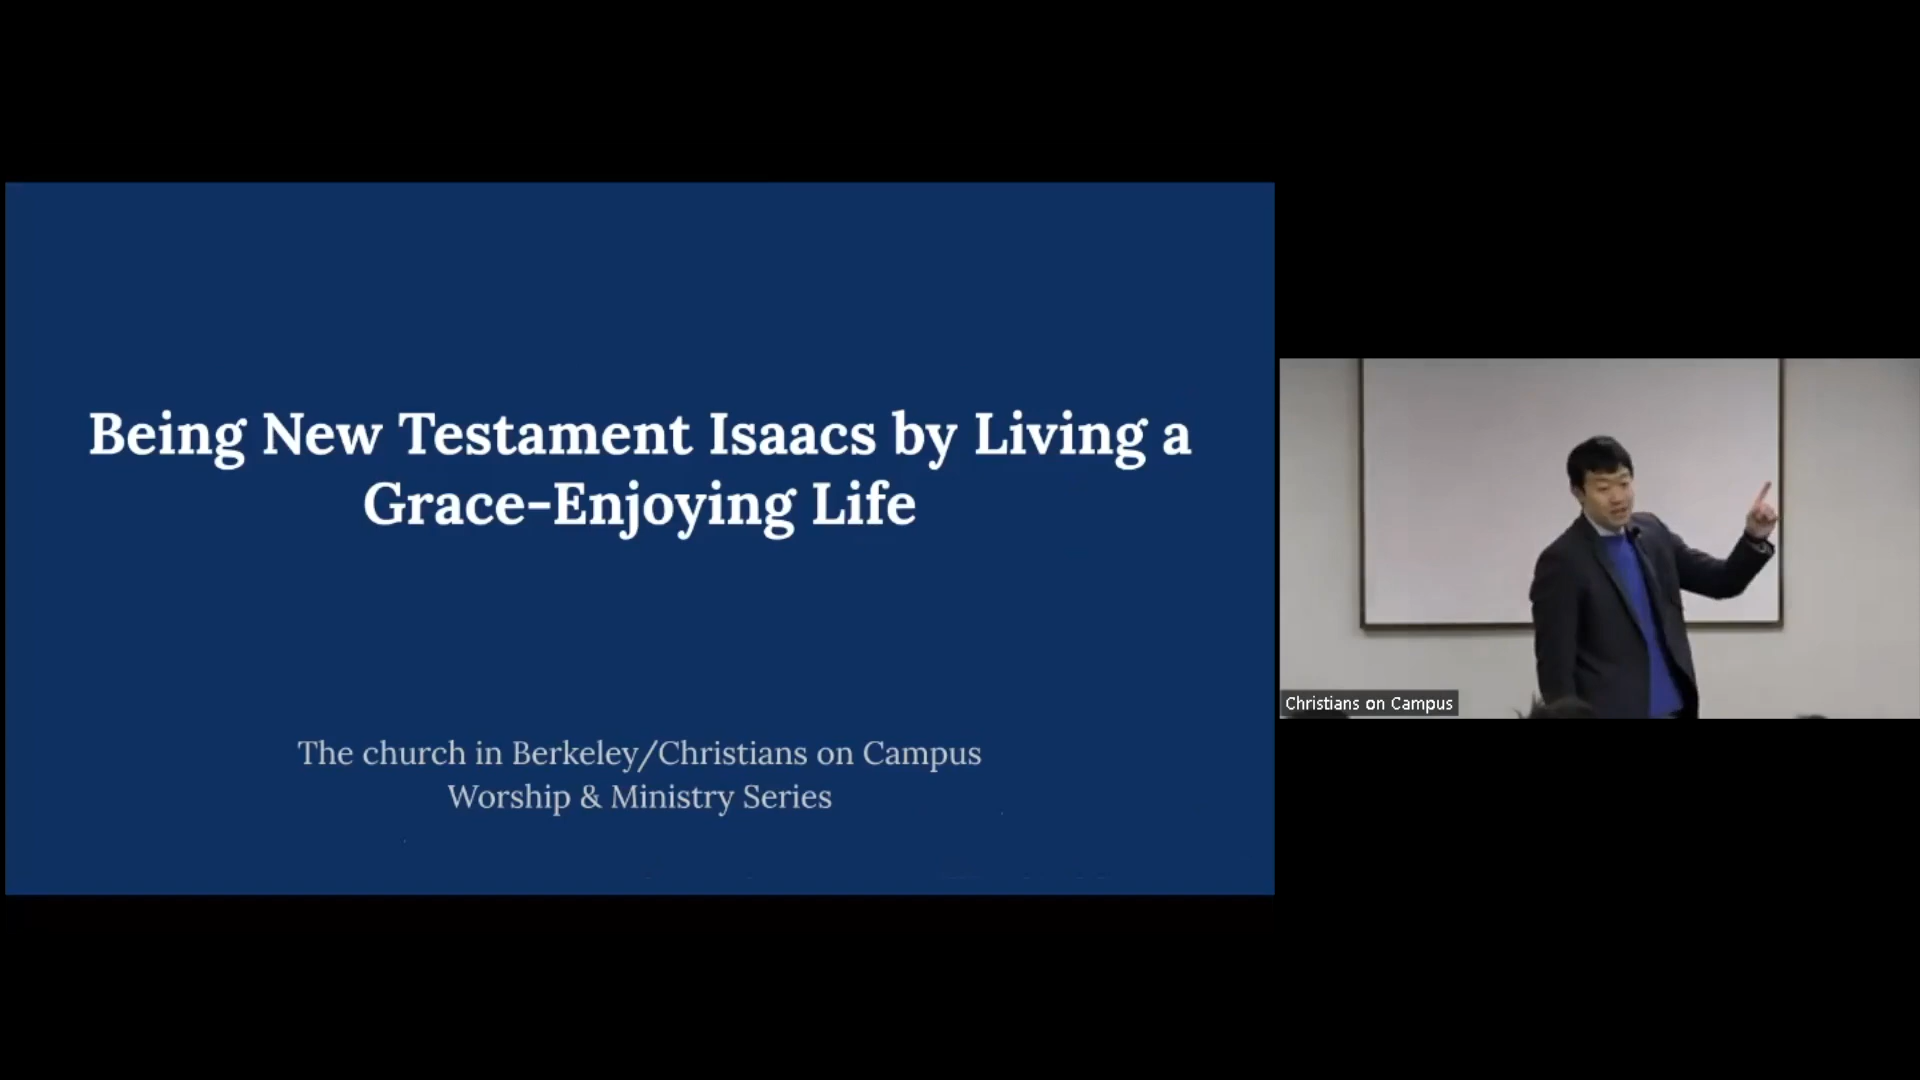 Being New Testament Isaacs by Living a
Grace-Enjoying Life
The church in Berkeley/Christians on Campus
Worship & Ministry Series
Christians on Campus